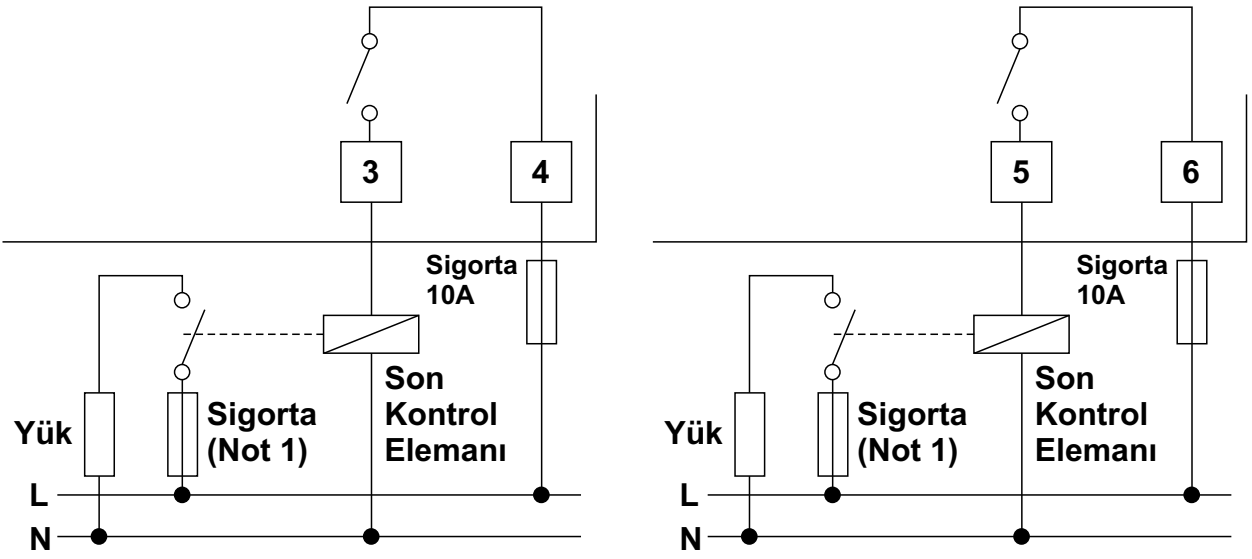 3
4
Sigorta
10A
Son
Kontrol
Elemanı
Yük
Sigorta
(Not 1)
L
N
5
6
Sigorta
10A
Son
Kontrol
Elemanı
Yük
Sigorta
(Not 1)
L
N